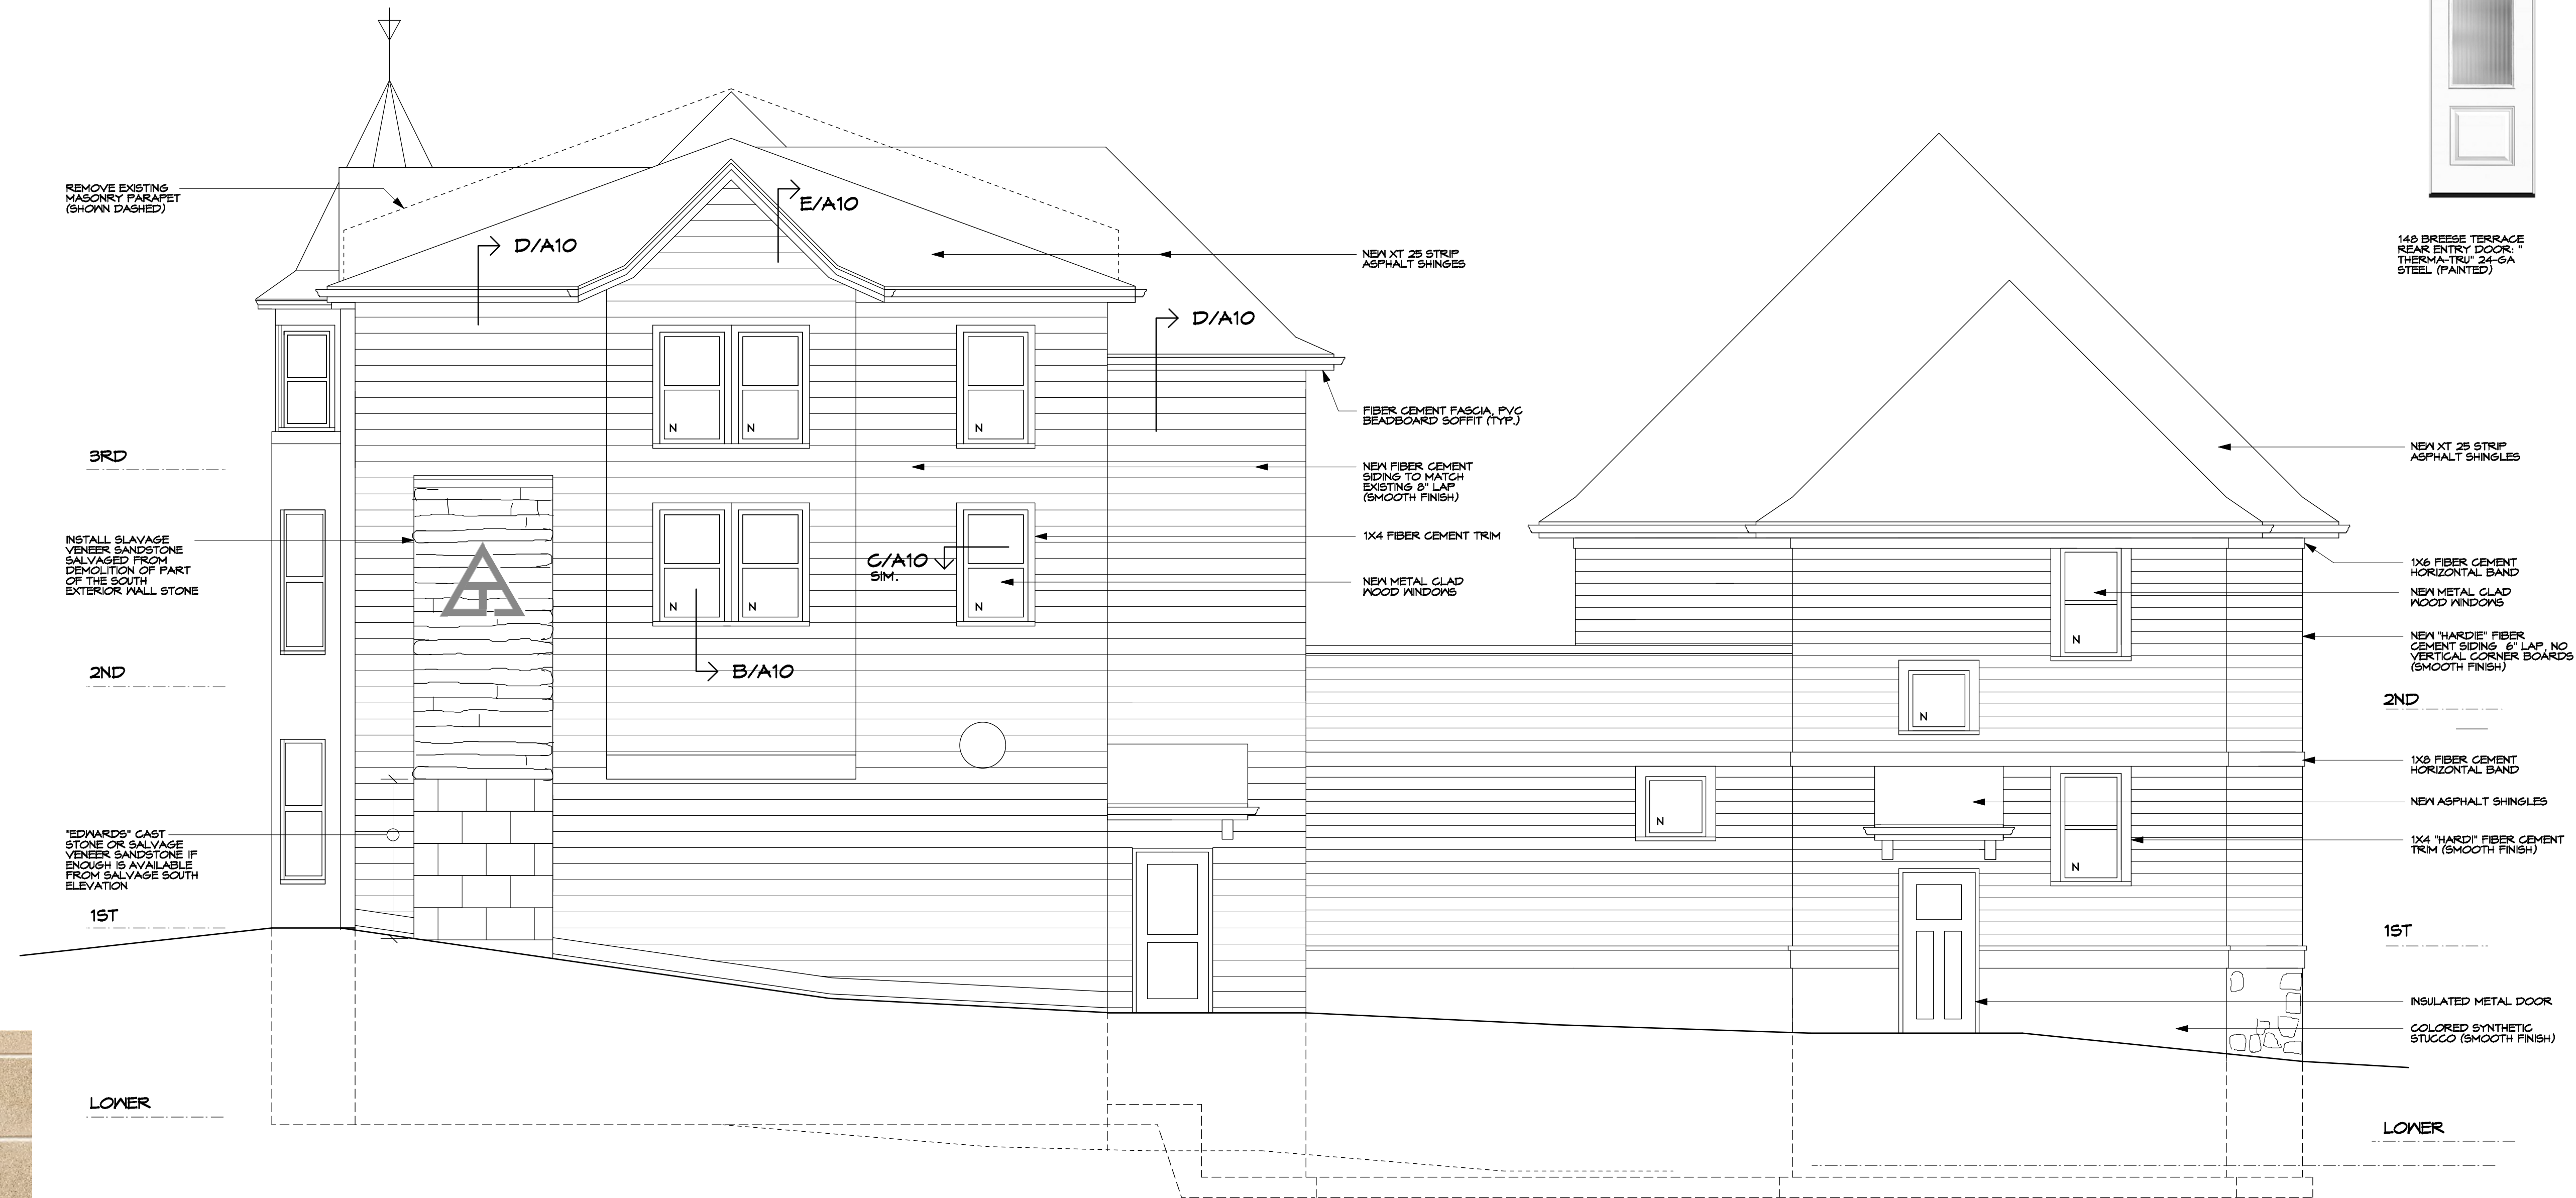 REMOVE EXISTING
MASONRY PARAPET
(SHOWN DASHED)
E/A10
D/A10
NEW XT 25 STRIP
ASPHALT SHINGES
148 BREESE TERRACE
REAR ENTRY DOOR: "
THERMA-TRU" 24-GA
STEEL (PAINTED)
D/A10
FIBER CEMENT FASCIA, PVC
BEADBOARD SOFFIT (TYP.)
N
N
N
3RD
NEW FIBER CEMENT
SIDING TO MATCH
EXISTING 8" LAP
(SMOOTH FINISH)
NEW XT 25 STRIP
ASPHALT SHINGLES
INSTALL SLAVAGE
VENEER SANDSTONE
SALVAGED FROM
DEMOLITION OF PART
OF THE SOUTH
EXTERIOR WALL STONE
1X4 FIBER CEMENT TRIM
C/A10
SIM.
NEW METAL CLAD
WOOD WINDOWS
N
N
N
1X6 FIBER CEMENT
HORIZONTAL BAND
NEW METAL CLAD
WOOD WINDOWS
N
NEW "HARDIE" FIBER
CEMENT SIDING 6" LAP, NO
VERTICAL CORNER BOARDS
(SMOOTH FINISH)
2ND
B/A10
2ND
N
1X8 FIBER CEMENT
HORIZONTAL BAND
NEW ASPHALT SHINGLES
N
"EDWARDS" CAST
STONE OR SALVAGE
VENEER SANDSTONE IF
ENOUGH IS AVAILABLE
FROM SALVAGE SOUTH
ELEVATION
1X4 "HARDI" FIBER CEMENT
TRIM (SMOOTH FINISH)
N
1ST
1ST
INSULATED METAL DOOR
COLORED SYNTHETIC
STUCCO (SMOOTH FINISH)
LOWER
LOWER